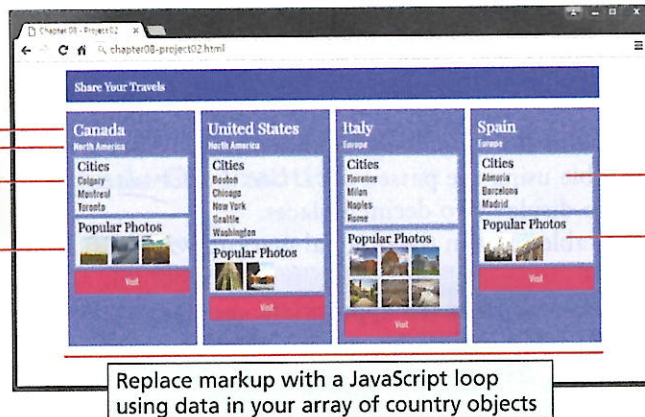 Chapter 08 - Project02
chapter08-project02.html
Share Your Travels
Canada
North America
Cities
Calgary
Montreal
Toronto
Popular Photos
Visit
United States
North America
Cities
Boston
Chicago
New York
Seattle
Washington
Popular Photos
Visit
Italy
Europe
Cities
Florence
Milan
Naples
Rome
Popular Photos
Visit
Spain
Europe
Cities
Almeria
Barcelona
Madrid
Popular Photos
Visit
Replace markup with a JavaScript loop
using data in your array of country objects